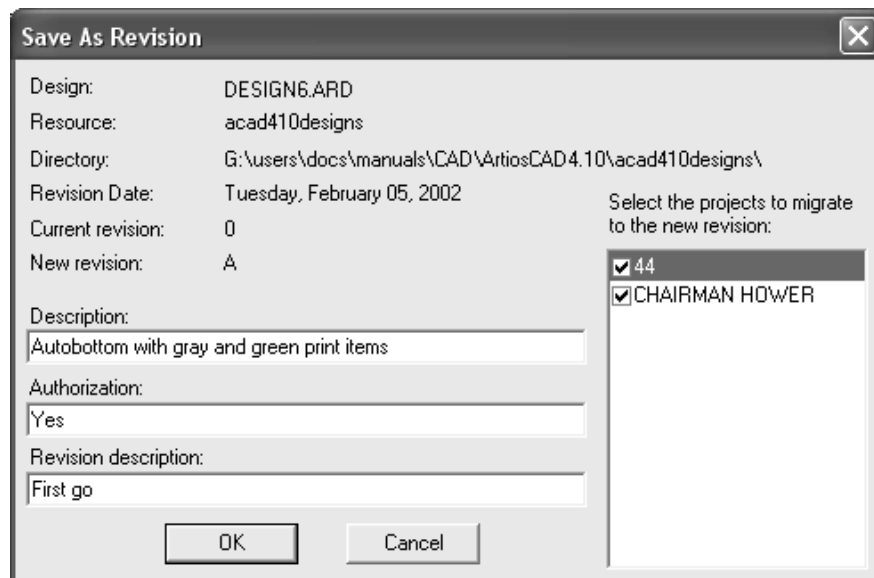 Save As Revision
Design: DESIGN6.ARD
Resource: acad410designs
Directory: G:\users\docs\manuals\CAD\ArtiosCAD4.10\acad410designs\
Revision Date: Tuesday, February 05, 2002
Current revision: 0
New revision: A
Select the projects to migrate
to the new revision:
44
CHAIRMAN HOWER
Description:
Autobottom with gray and green print items
Authorization:
Yes
Revision description:
First go
OK Cancel